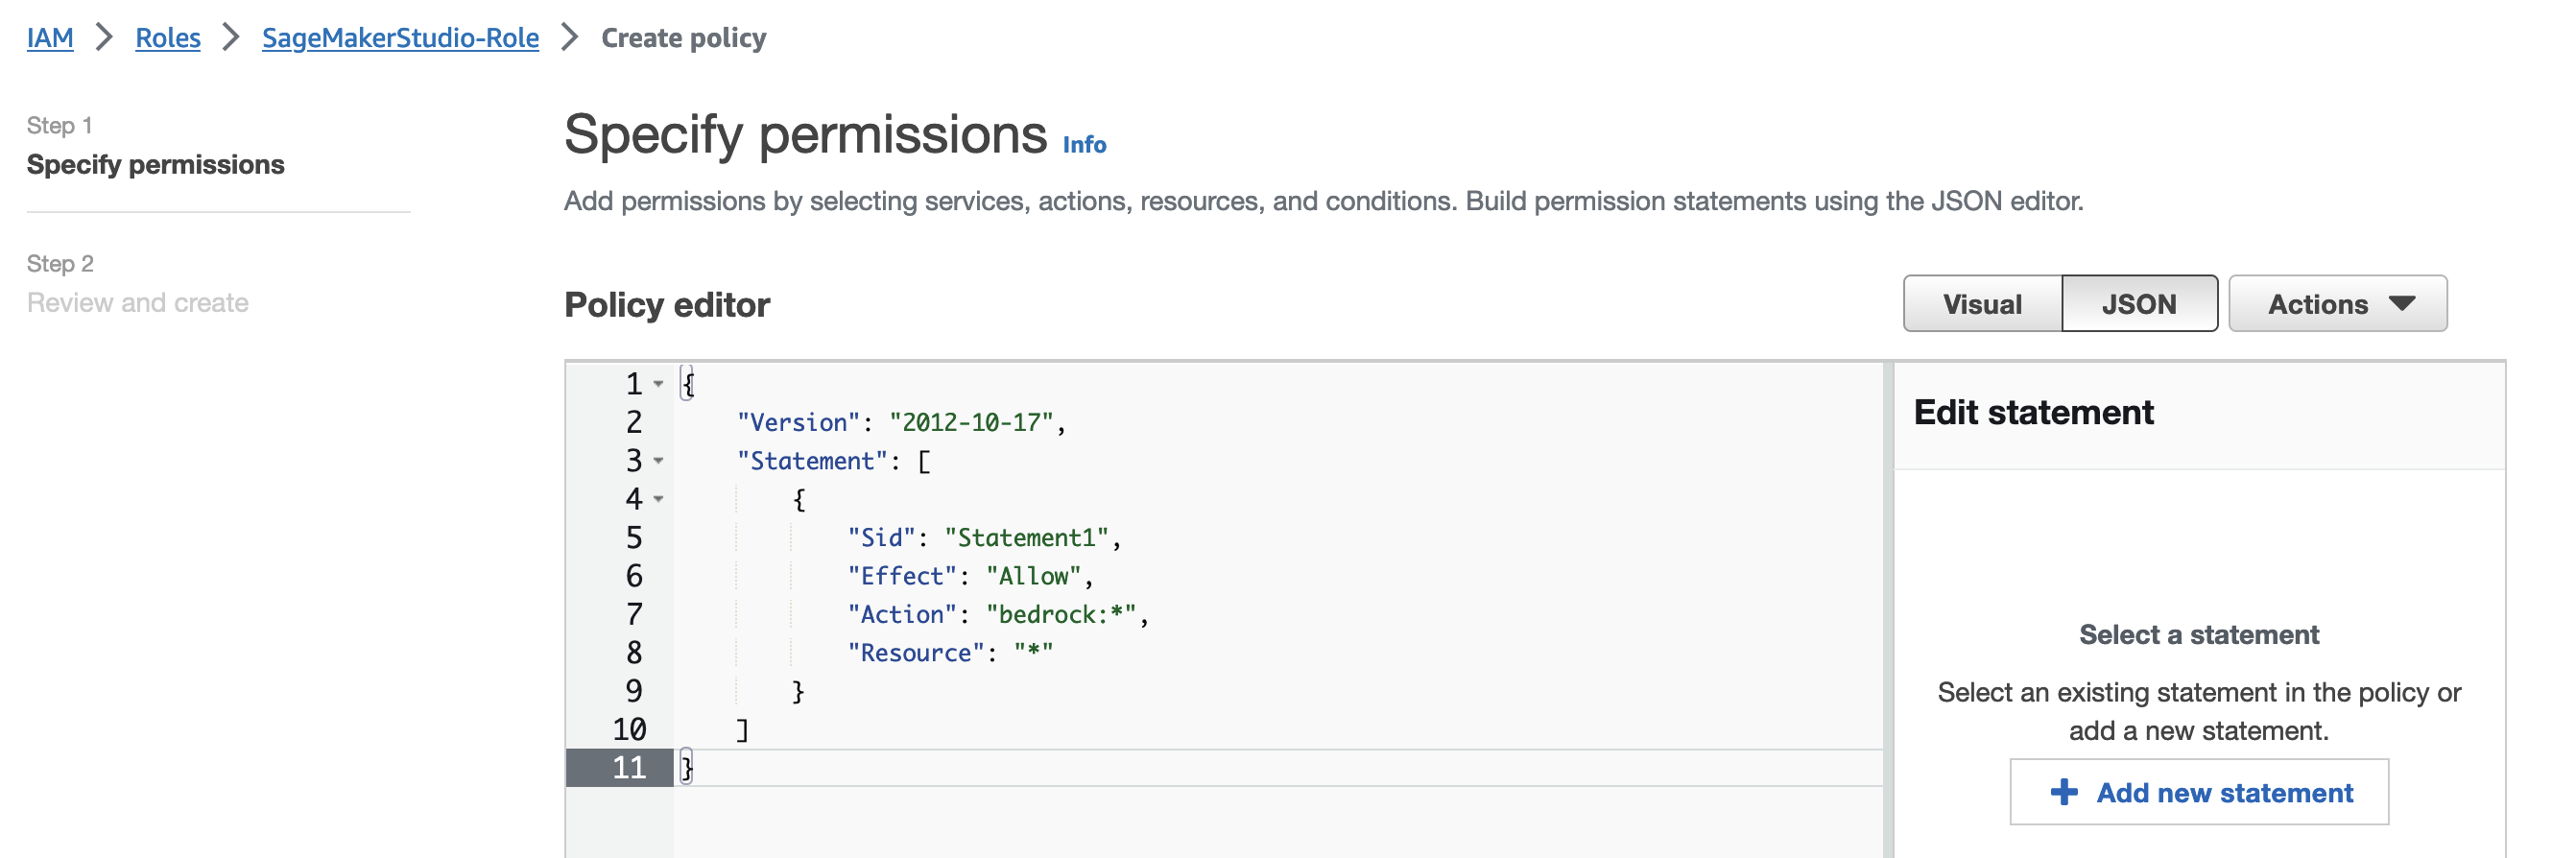 IAM > Roles > SageMakerStudio-Role > Create policy
Step 1
Specify permissions
Step 2
Review and create
Specify permissions Info
Add permissions by selecting services, actions, resources, and conditions. Build permission statements using the JSON editor.
Policy editor
Visual JSON Actions
1 {
2 "Version": "2012-10-17",
3 "Statement": [
4 {
5 "Sid": "Statement1",
6 "Effect": "Allow",
7 "Action": "bedrock:*",
8 "Resource": "*"
9 }
10 ]
11 }
Edit statement
Select a statement
Select an existing statement in the policy or
add a new statement.
+ Add new statement